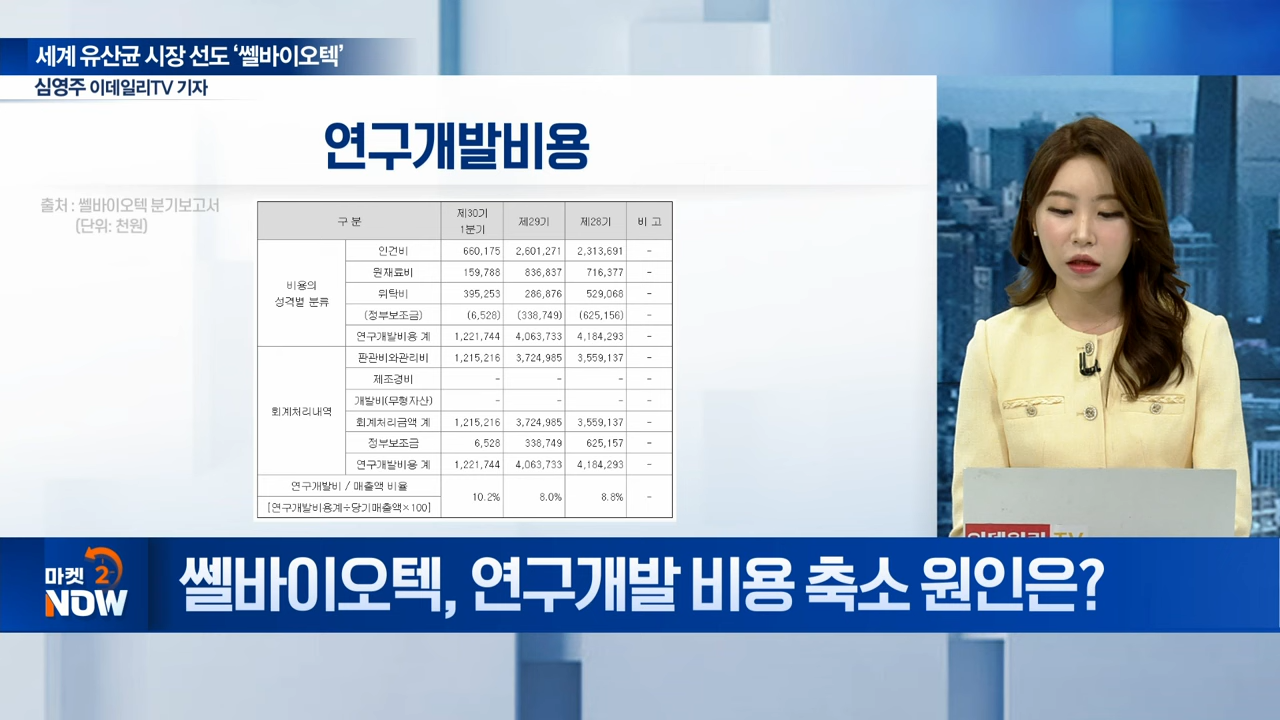 세계 유산균 시장 선도 ‘쎌바이오텍’
심영주 이데일리TV 기자
연구개발비용
출처 : 쎌바이오텍 분기보고서
(단위: 천원)
구 분 제30기 1분기 제29기 제28기 비 고
비용의 성격별 분류
인건비 660,175 2,601,271 2,313,691 -
원재료비 159,788 836,837 716,377 -
위탁비 395,253 286,876 529,068 -
(정부보조금) (6,528) (338,749) (625,156) -
연구개발비용 계 1,221,744 4,063,733 4,184,293 -
회계처리내역
판관비와관리비 1,215,216 3,724,985 3,559,137 -
제조경비 - - - -
개발비(무형자산) - - - -
회계처리금액 계 1,215,216 3,724,985 3,559,137 -
정부보조금 6,528 338,749 625,157 -
연구개발비용 계 1,221,744 4,063,733 4,184,293 -
연구개발비 / 매출액 비율
[연구개발비용계÷당기매출액×100] 10.2% 8.0% 8.8% -
이데일리 TV
마켓 2
NOW
쎌바이오텍, 연구개발 비용 축소 원인은?